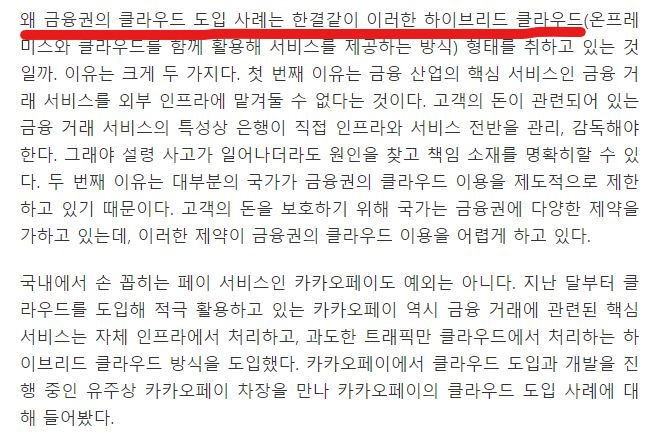 왜 금융권의 클라우드 도입 사례는 한결같이 이러한 하이브리드 클라우드(온프레
미스와 클라우드를 함께 활용해 서비스를 제공하는 방식) 형태를 취하고 있는 것
일까. 이유는 크게 두 가지다. 첫 번째 이유는 금융 산업의 핵심 서비스인 금융 거
래 서비스를 외부 인프라에 맡겨둘 수 없다는 것이다. 고객의 돈이 관련되어 있는
금융 거래 서비스의 특성상 은행이 직접 인프라와 서비스 전반을 관리, 감독해야
한다. 그래야 설령 사고가 일어나더라도 원인을 찾고 책임 소재를 명확히할 수 있
다. 두 번째 이유는 대부분의 국가가 금융권의 클라우드 이용을 제도적으로 제한
하고 있기 때문이다. 고객의 돈을 보호하기 위해 국가는 금융권에 다양한 제약을
가하고 있는데, 이러한 제약이 금융권의 클라우드 이용을 어렵게 하고 있다.
국내에서 손 꼽히는 페이 서비스인 카카오페이도 예외는 아니다. 지난 달부터 클
라우드를 도입해 적극 활용하고 있는 카카오페이 역시 금융 거래에 관련된 핵심
서비스는 자체 인프라에서 처리하고, 과도한 트래픽만 클라우드에서 처리하는 하
이브리드 클라우드 방식을 도입했다. 카카오페이에서 클라우드 도입과 개발을 진
행 중인 유주상 카카오페이 차장을 만나 카카오페이의 클라우드 도입 사례에 대
해 들어봤다.